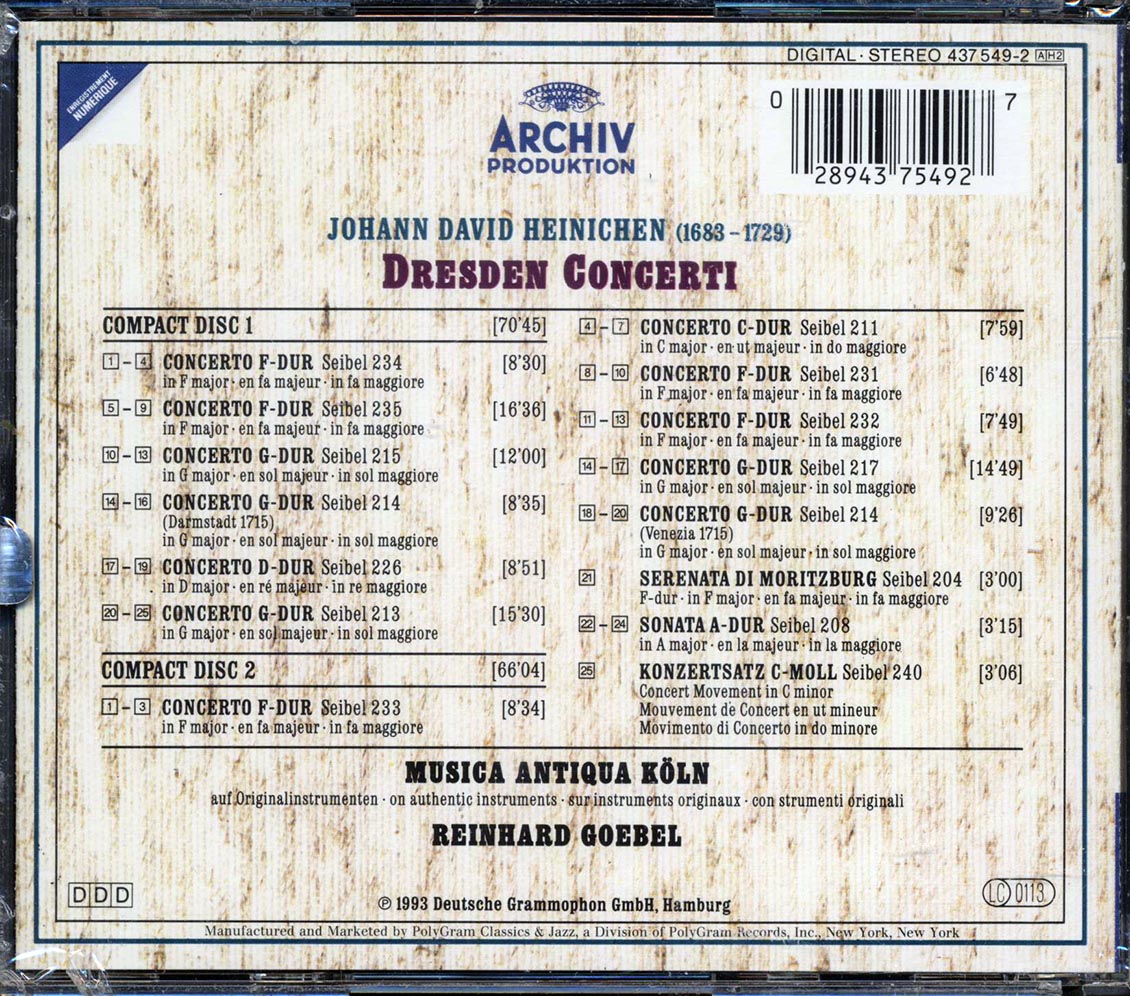 DIGITAL · STEREO 437 549-2 AH2
ENREGISTREMENT
NUMÉRIQUE
ARCHIV
PRODUKTION
0 28943 75492 7
JOHANN DAVID HEINICHEN (1683–1729)
DRESDEN CONCERTI
COMPACT DISC 1 [70'45]
1 – 4 CONCERTO F-DUR Seibel 234 [8'30]
in F major · en fa majeur · in fa maggiore
5 – 9 CONCERTO F-DUR Seibel 235 [16'36]
in F major · en fa majeur · in fa maggiore
10 – 13 CONCERTO G-DUR Seibel 215 [12'00]
in G major · en sol majeur · in sol maggiore
14 – 16 CONCERTO G-DUR Seibel 214 [8'35]
(Darmstadt 1715)
in G major · en sol majeur · in sol maggiore
17 – 19 CONCERTO D-DUR Seibel 226 [8'51]
in D major · en ré majeur · in re maggiore
20 – 25 CONCERTO G-DUR Seibel 213 [15'30]
in G major · en sol majeur · in sol maggiore
COMPACT DISC 2 [66'04]
1 – 3 CONCERTO F-DUR Seibel 233 [8'34]
in F major · en fa majeur · in fa maggiore
4 – 7 CONCERTO C-DUR Seibel 211 [7'59]
in C major · en ut majeur · in do maggiore
8 – 10 CONCERTO F-DUR Seibel 231 [6'48]
in F major · en fa majeur · in fa maggiore
11 – 13 CONCERTO F-DUR Seibel 232 [7'49]
in F major · en fa majeur · in fa maggiore
14 – 17 CONCERTO G-DUR Seibel 217 [14'49]
in G major · en sol majeur · in sol maggiore
18 – 20 CONCERTO G-DUR Seibel 214 [9'26]
(Venezia 1715)
in G major · en sol majeur · in sol maggiore
21 SERENATA DI MORITZBURG Seibel 204 [3'00]
F-dur · in F major · en fa majeur · in fa maggiore
22 – 24 SONATA A-DUR Seibel 208 [3'15]
in A major · en la majeur · in la maggiore
25 KONZERTSATZ C-MOLL Seibel 240 [3'06]
Concert Movement in C minor
Mouvement de Concert en ut mineur
Movimento di Concerto in do minore
MUSICA ANTIQUA KÖLN
auf Originalinstrumenten · on authentic instruments · sur instruments originaux · con strumenti originali
REINHARD GOEBEL
DDD
℗ 1993 Deutsche Grammophon GmbH, Hamburg
LC 0113
Manufactured and Marketed by PolyGram Classics & Jazz, a Division of PolyGram Records, Inc., New York, New York